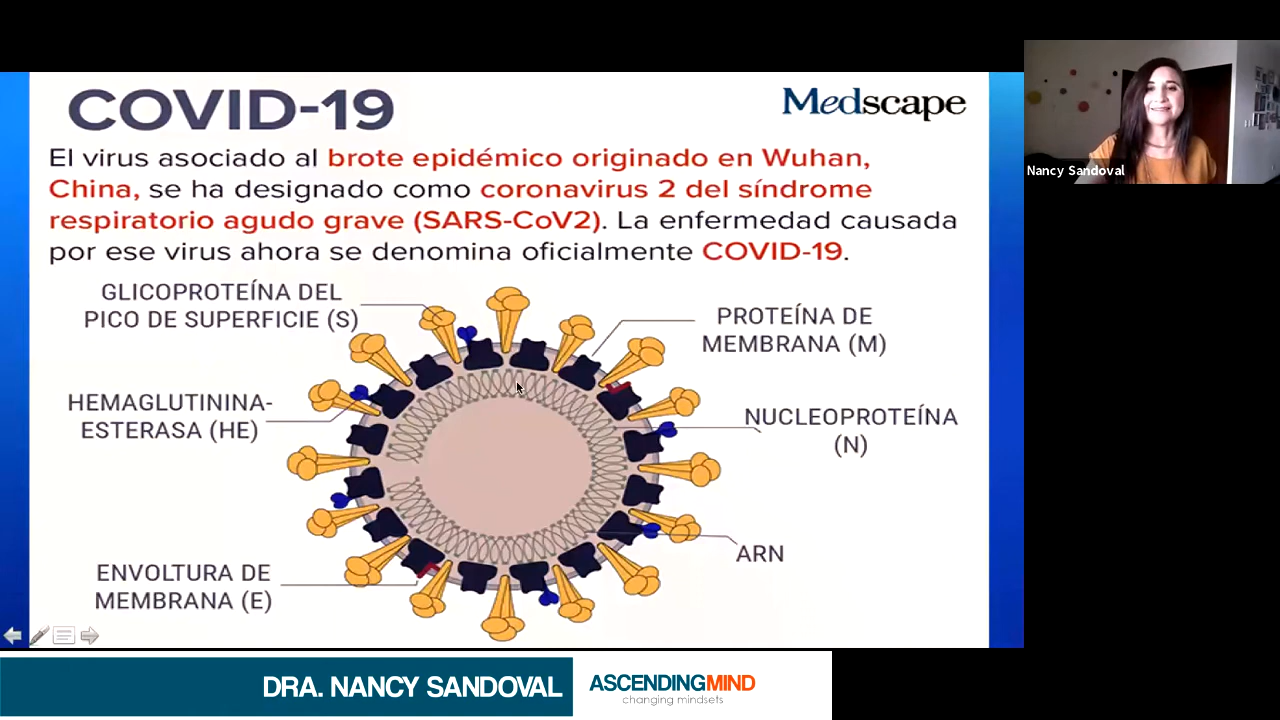 COVID-19
Medscape
El virus asociado al brote epidémico originado en Wuhan,
China, se ha designado como coronavirus 2 del síndrome
respiratorio agudo grave (SARS-CoV2). La enfermedad causada
por ese virus ahora se denomina oficialmente COVID-19.
GLICOPROTEÍNA DEL
PICO DE SUPERFICIE (S)
PROTEÍNA DE
MEMBRANA (M)
HEMAGLUTININA-
ESTERASA (HE)
NUCLEOPROTEÍNA
(N)
ARN
ENVOLTURA DE
MEMBRANA (E)
Nancy Sandoval
DRA. NANCY SANDOVAL
ASCENDINGMIND
changing mindsets